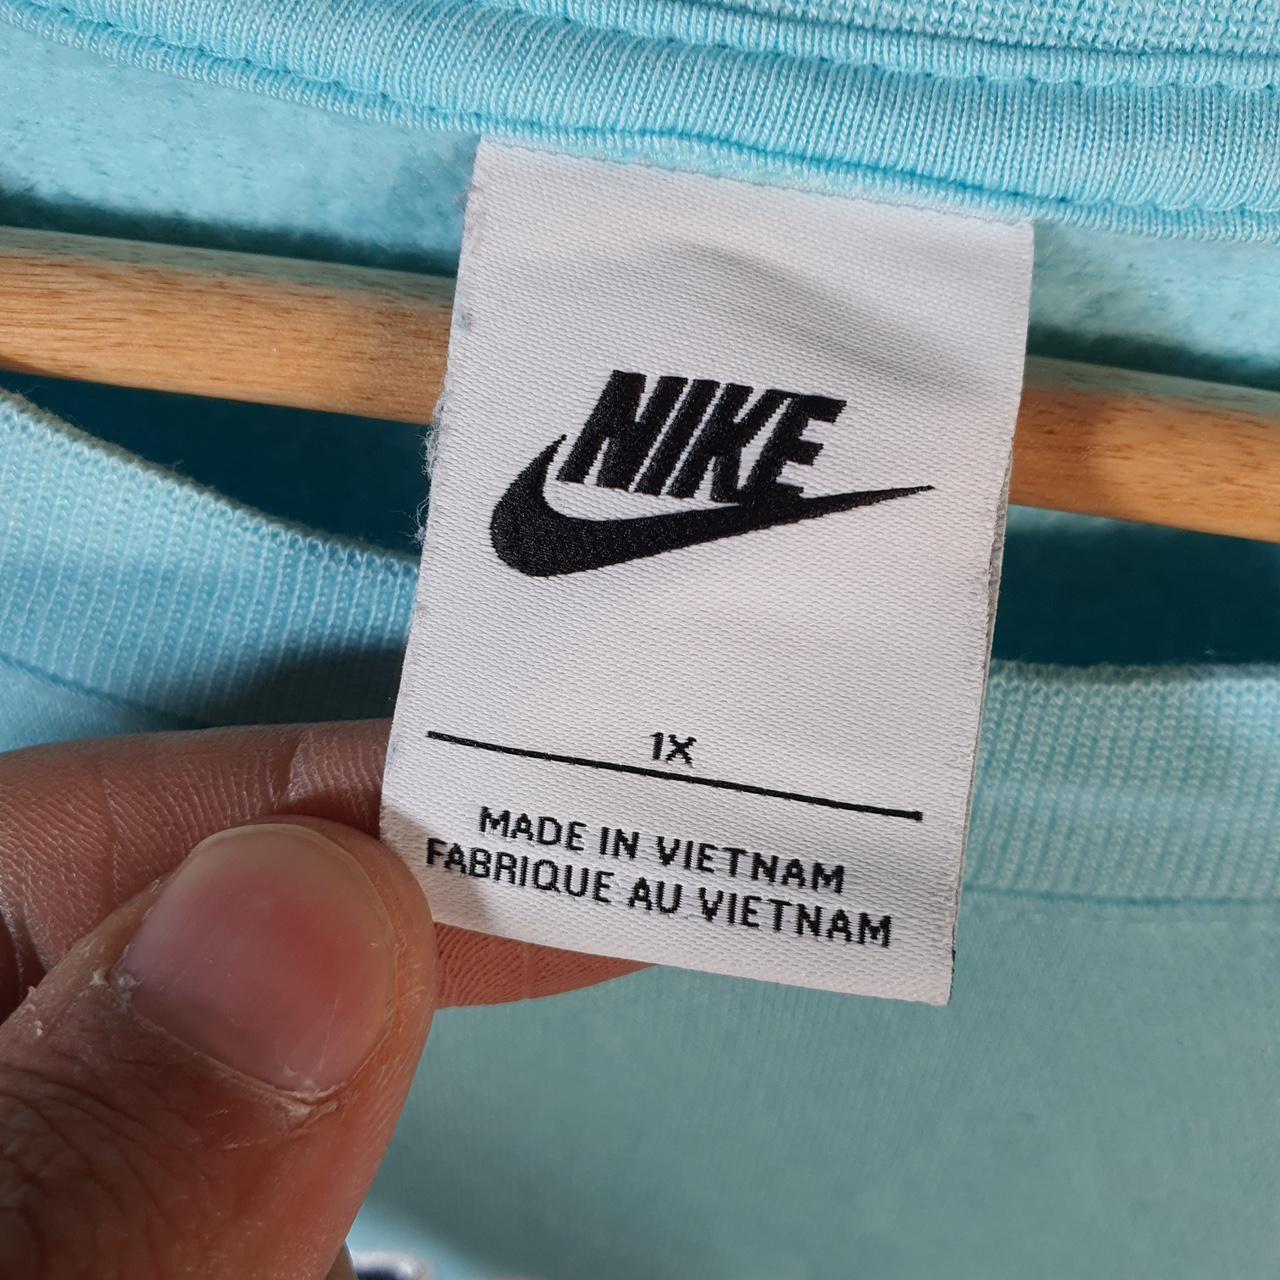 NIKE
1X
MADE IN VIETNAM
FABRIQUE AU VIETNAM